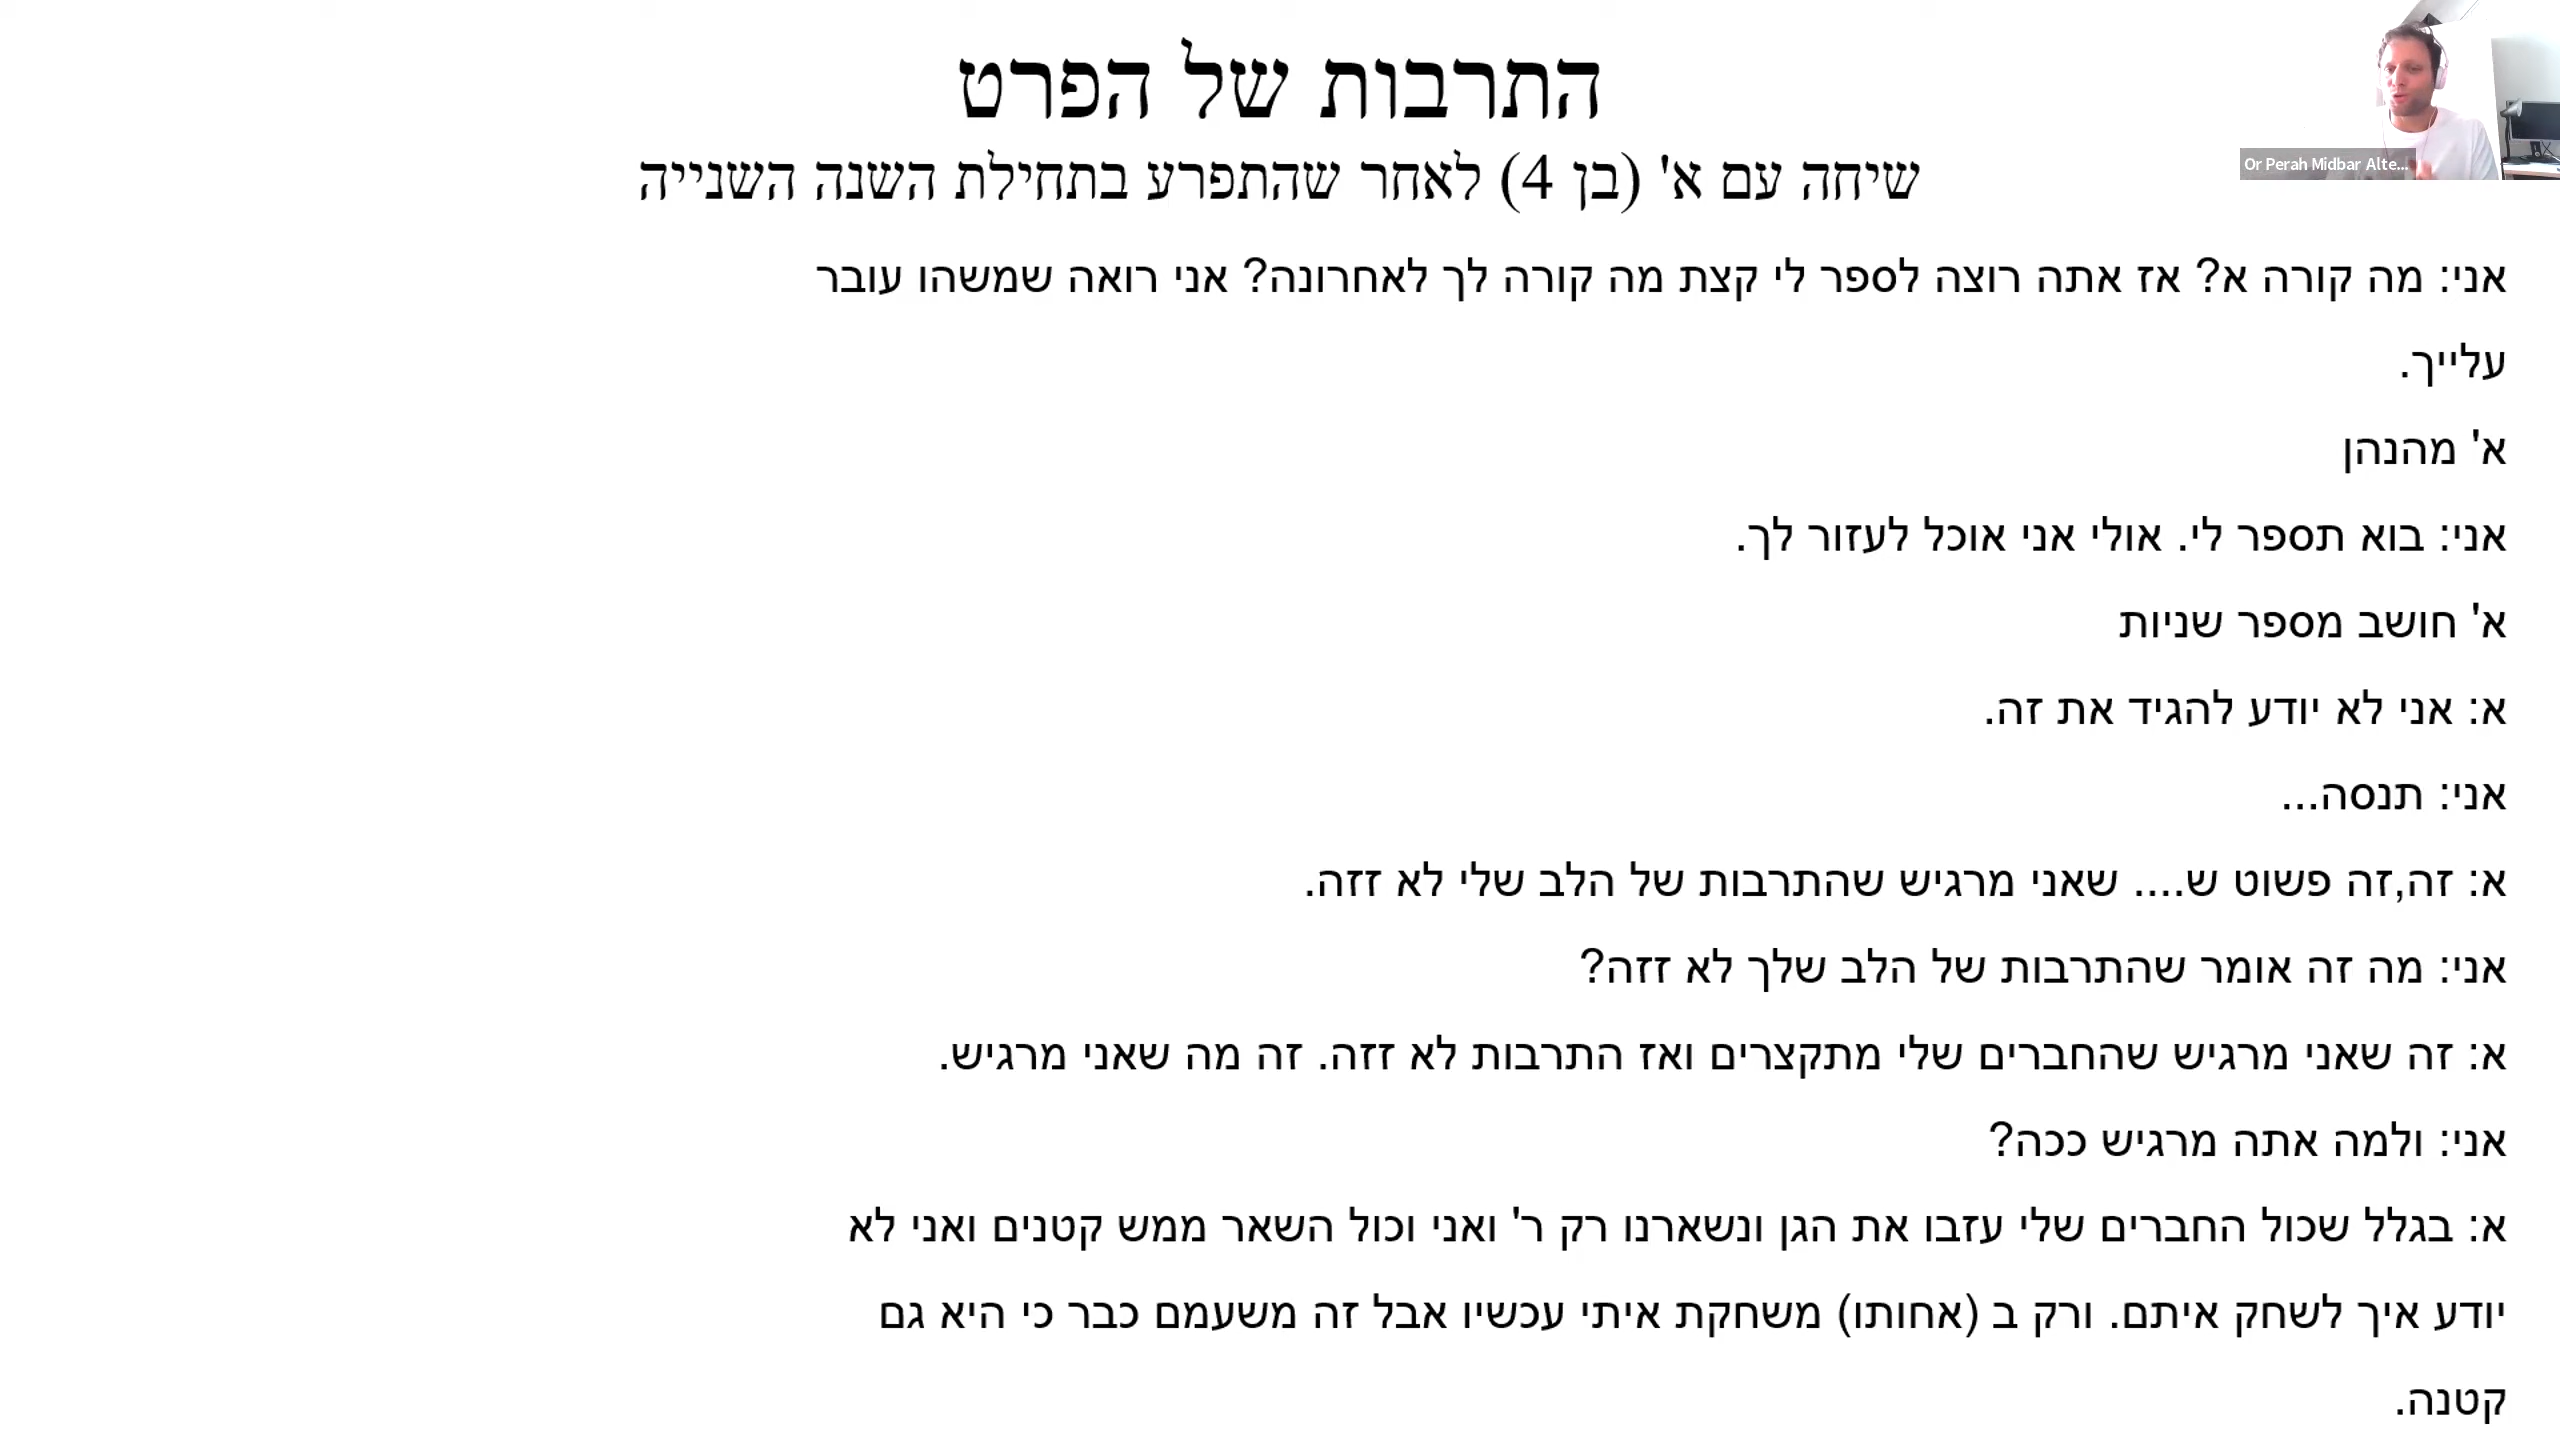 התרבות של הפרט
שיחה עם א' (בן 4) לאחר שהתפרע בתחילת השנה השנייה
Or Perah Midbar Alte...
אני: מה קורה א? אז אתה רוצה לספר לי קצת מה קורה לך לאחרונה? אני רואה שמשהו עובר
עלייך.
א' מהנהן
אני: בוא תספר לי. אולי אני אוכל לעזור לך.
א' חושב מספר שניות
א: אני לא יודע להגיד את זה.
אני: תנסה...
א: זה,זה פשוט ש.... שאני מרגיש שהתרבות של הלב שלי לא זזה.
אני: מה זה אומר שהתרבות של הלב שלך לא זזה?
א: זה שאני מרגיש שהחברים שלי מתקצרים ואז התרבות לא זזה. זה מה שאני מרגיש.
אני: ולמה אתה מרגיש ככה?
א: בגלל שכול החברים שלי עזבו את הגן ונשארנו רק ר' ואני וכול השאר ממש קטנים ואני לא
יודע איך לשחק איתם. ורק ב (אחותו) משחקת איתי עכשיו אבל זה משעמם כבר כי היא גם
קטנה.